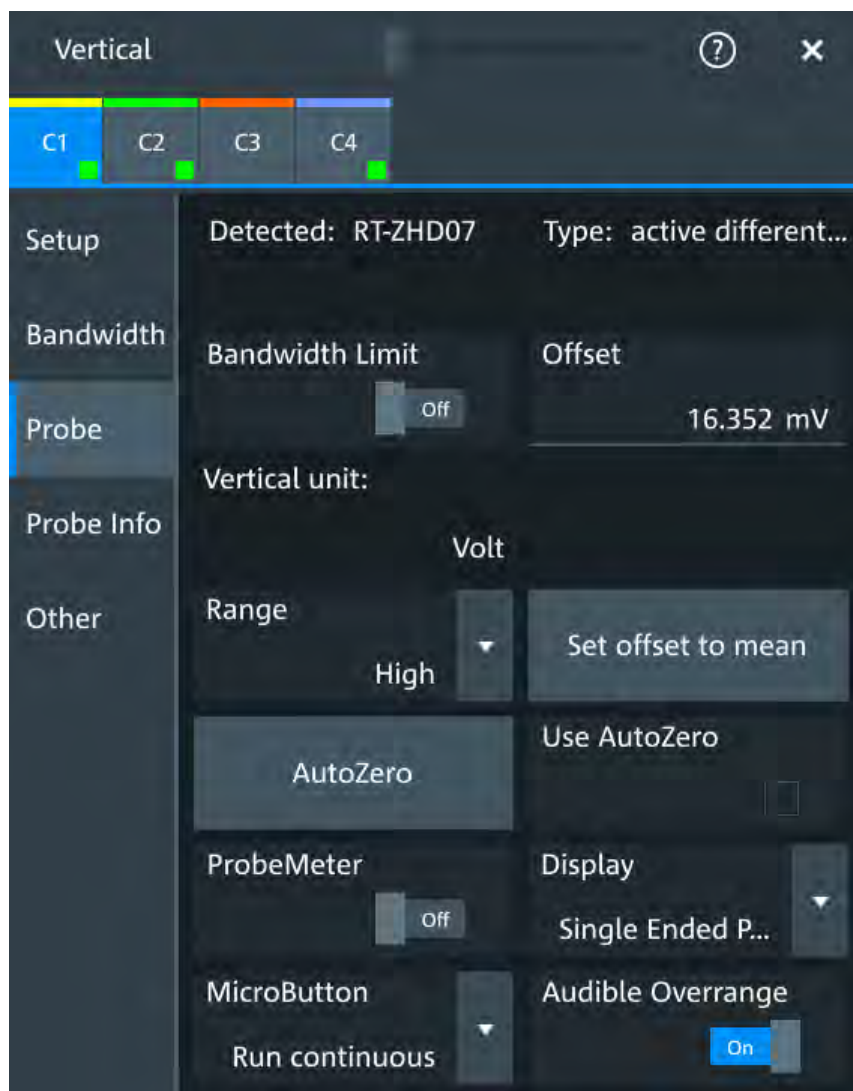 Vertical
?
C1 C2 C3 C4
Setup
Bandwidth
Probe
Probe Info
Other
Detected: RT-ZHD07 Type: active different...
Bandwidth Limit
Off
Offset
16.352 mV
Vertical unit:
Volt
Range
High
Set offset to mean
AutoZero
Use AutoZero
ProbeMeter
Off
Display
Single Ended P...
MicroButton
Run continuous
Audible Overrange
On